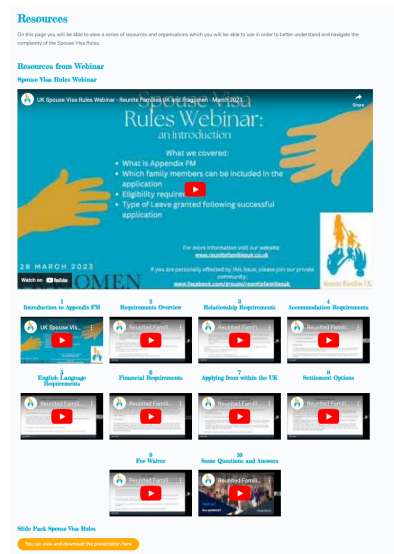 Resources
On this page you will be able to view a series of resources and organisations which you will be able to use in order to better understand and navigate the
complexity of the Spouse Visa Rules.
Resources from Webinar
Spouse Visa Rules Webinar
UK Spouse Visa Rules Webinar - Reunite Families UK and Fragomen - March 2023
Share
Spouse Visa
Rules Webinar:
an introduction
What we covered:
• What is Appendix FM
• Which family members can be included in the
application
• Eligibility require
• Type of Leave granted following successful
application
For more information visit our website:
www.reunitefamiliesuk.co.uk
28 MARCH 2023
If you are personally affected by this issue, please join our private
community:
Watch on YouTube
OMEN
www.facebook.com/groups/reunitefamiliesuk
Reunite Families UK
1
Introduction to Appendix FM
2
Requirements Overview
3
Relationship Requirements
4
Accommodation Requirements
UK Spouse Vis...
Reunited Famili...
Reunited Famili...
Reunited Famili...
5
English Language
Requirements
6
Financial Requirements
7
Applying from within the UK
8
Settlement Options
Reunited Famili...
Reunited Famili...
Reunited Famili...
Reunited Famili...
9
Fee Waiver
10
Some Questions and Answers
Reunited Famili...
Reunited Famili...
Slide Pack Spouse Visa Rules
You can view and download the presentation here